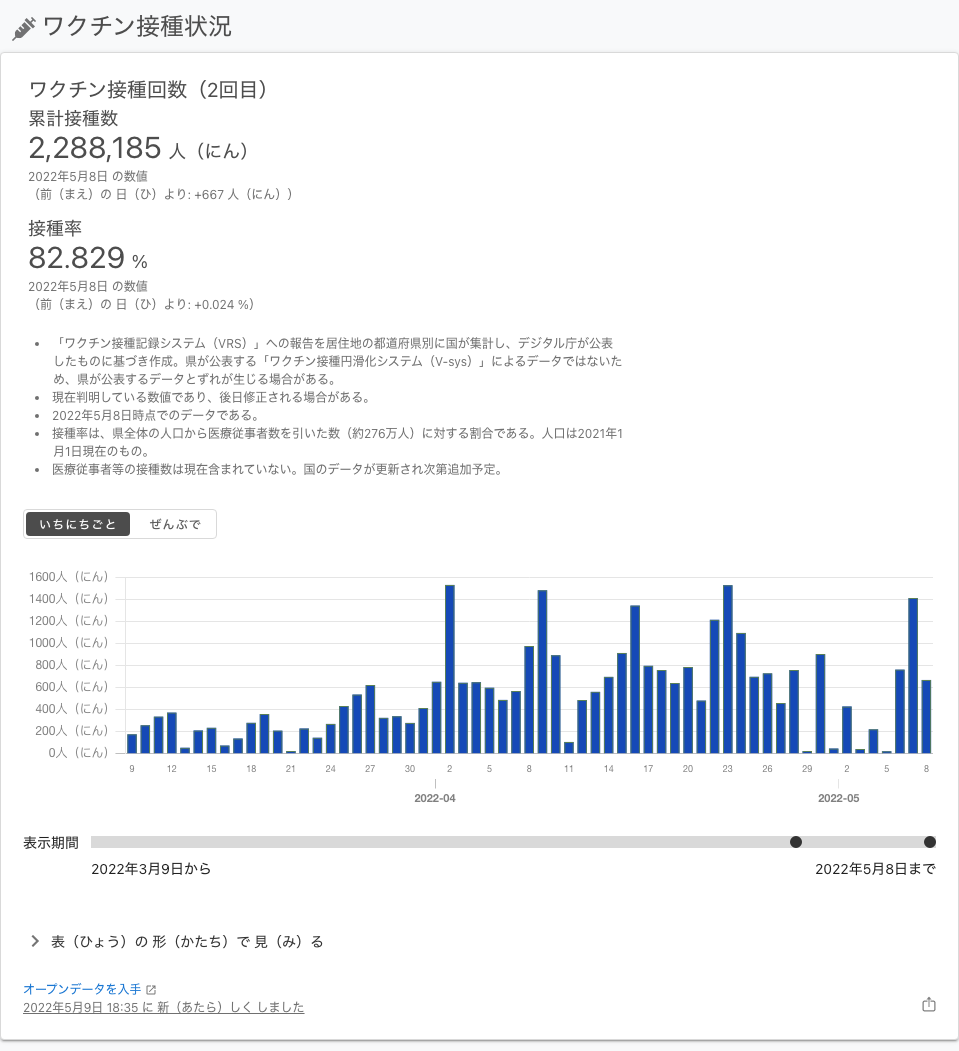 ワクチン接種状況
ワクチン接種回数（2回目）
累計接種数
2,288,185 人（にん）
2022年5月8日 の数値
（前（まえ）の 日（ひ）より: +667 人（にん））
接種率
82.829 %
2022年5月8日 の数値
（前（まえ）の 日（ひ）より: +0.024 %）
• 「ワクチン接種記録システム（VRS）」への報告を居住地の都道府県別に国が集計し、デジタル庁が公表
したものに基づき作成。県が公表する「ワクチン接種円滑化システム（V-sys）」によるデータではないた
め、県が公表するデータとずれが生じる場合がある。
• 現在判明している数値であり、後日修正される場合がある。
• 2022年5月8日時点でのデータである。
• 接種率は、県全体の人口から医療従事者数を引いた数（約276万人）に対する割合である。人口は2021年1
月1日現在のもの。
• 医療従事者等の接種数は現在含まれていない。国のデータが更新され次第追加予定。
いちにちごと ぜんぶで
1600人（にん）
1400人（にん）
1200人（にん）
1000人（にん）
800人（にん）
600人（にん）
400人（にん）
200人（にん）
0人（にん）
9 12 15 18 21 24 27 30 2 5 8 11 14 17 20 23 26 29 2 5 8
2022-04 2022-05
表示期間
2022年3月9日から 2022年5月8日まで
表（ひょう）の 形（かたち）で 見（み）る
オープンデータを入手
2022年5月9日 18:35 に 新（あたら）しく しました